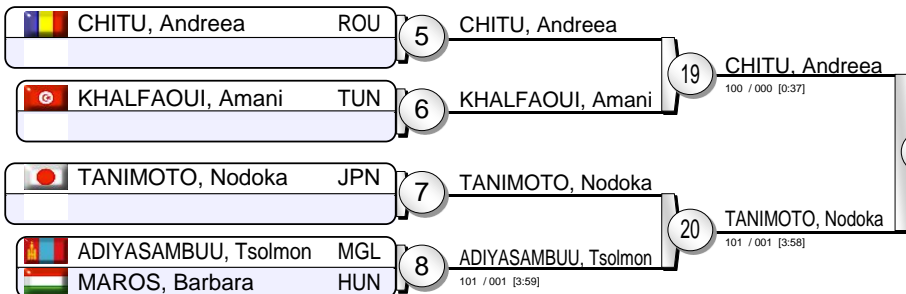 CHITU, Andreea ROU
5 CHITU, Andreea
19 CHITU, Andreea
100 / 000 [0:37]
KHALFAOUI, Amani TUN
6 KHALFAOUI, Amani
TANIMOTO, Nodoka JPN
7 TANIMOTO, Nodoka
20 TANIMOTO, Nodoka
101 / 001 [3:58]
ADIYASAMBUU, Tsolmon MGL
MAROS, Barbara HUN
8 ADIYASAMBUU, Tsolmon
101 / 001 [3:59]